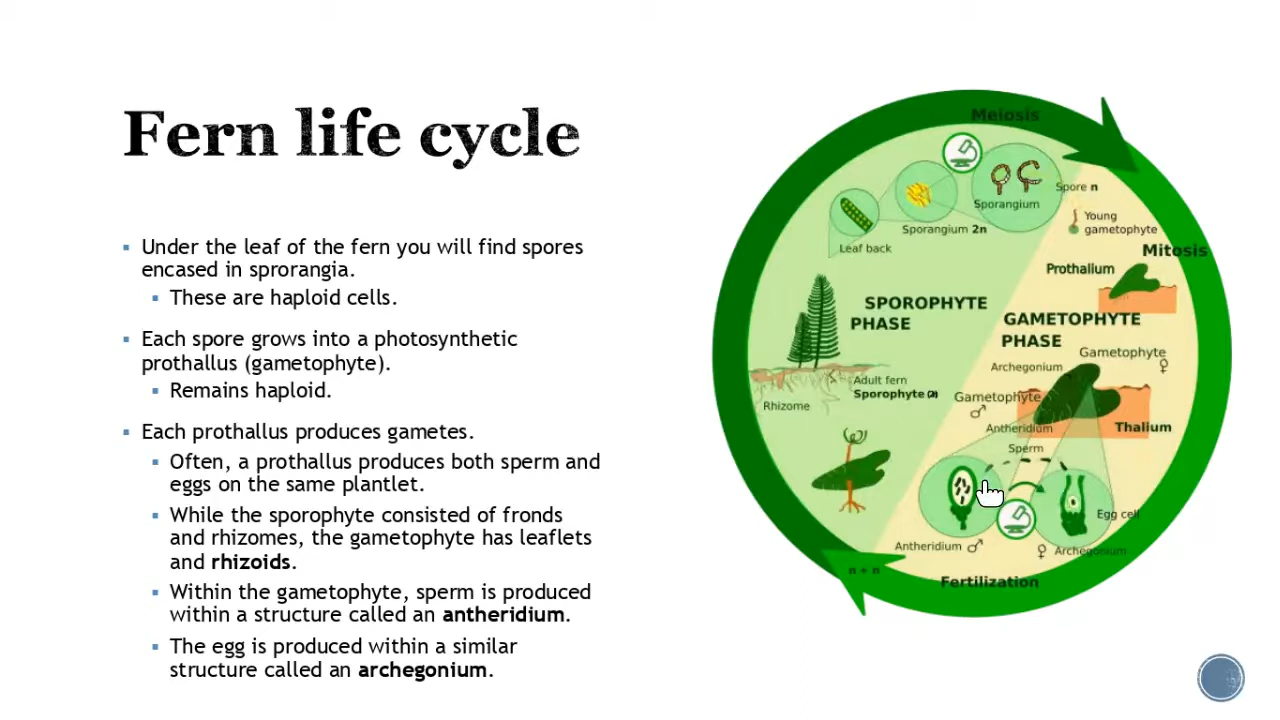 Fern life cycle
Under the leaf of the fern you will find spores
encased in sprorangia.
These are haploid cells.
Each spore grows into a photosynthetic
prothallus (gametophyte).
Remains haploid.
Each prothallus produces gametes.
Often, a prothallus produces both sperm and
eggs on the same plantlet.
While the sporophyte consisted of fronds
and rhizomes, the gametophyte has leaflets
and rhizoids.
Within the gametophyte, sperm is produced
within a structure called an antheridium.
The egg is produced within a similar
structure called an archegonium.
Meiosis
Spore n
Sporangium
Sporangium 2n
Leaf back
Young
gametophyte
Mitosis
Prothalium
SPOROPHYTE
PHASE
GAMETOPHYTE
PHASE
Gametophyte ♀
Archegonium
Adult fern
Sporophyte
Rhizome
Gametophyte ♂
Antheridium
Thalium
Sperm
Egg cell
Antheridium ♂
♀ Archegonium
n + n
Fertilization